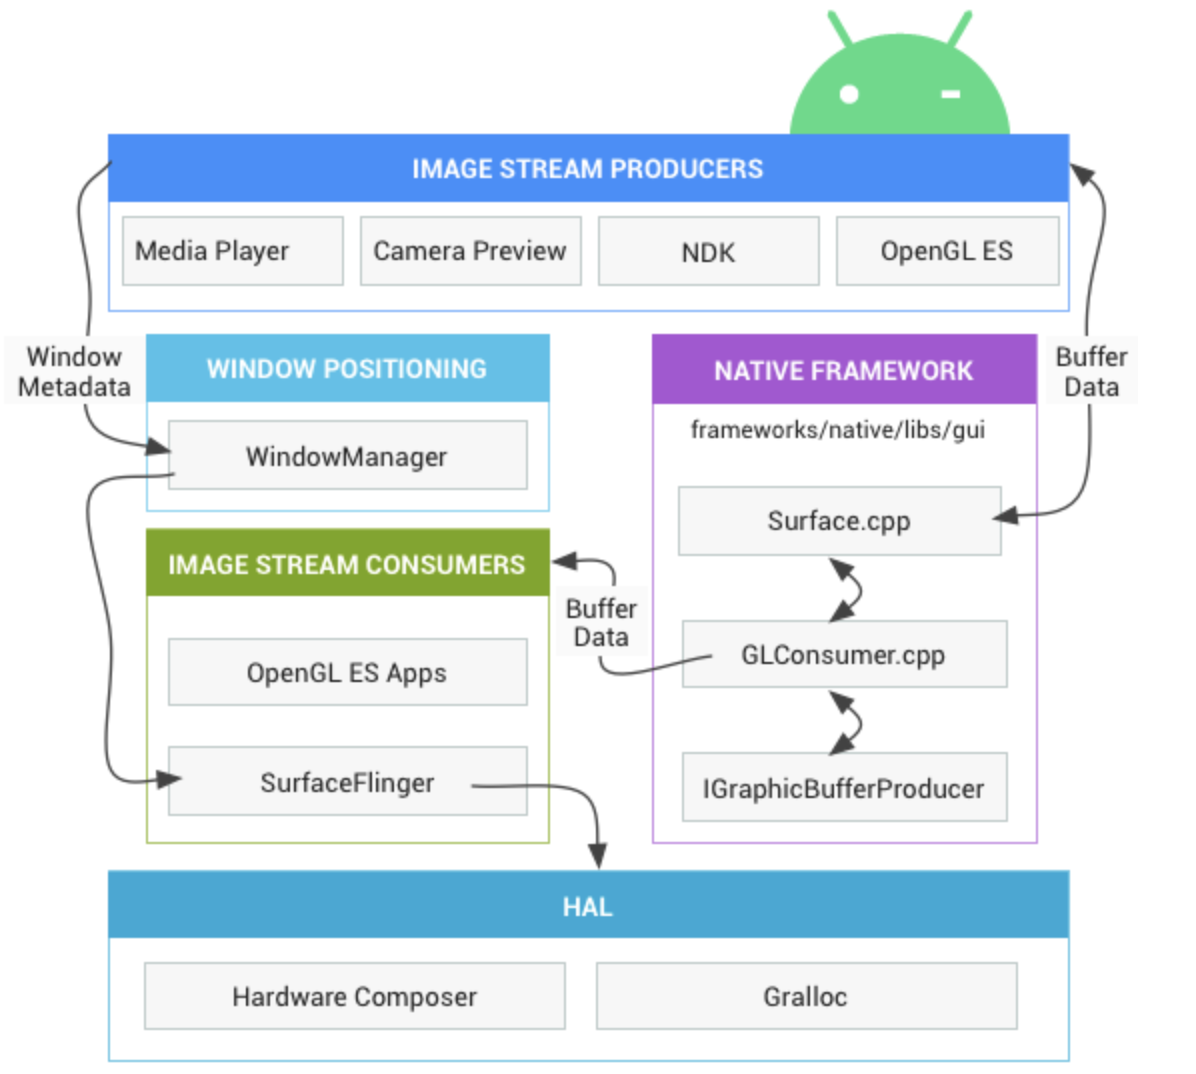 IMAGE STREAM PRODUCERS
Media Player
Camera Preview
NDK
OpenGL ES
Window
Metadata
WINDOW POSITIONING
WindowManager
NATIVE FRAMEWORK
frameworks/native/libs/gui
Buffer
Data
Surface.cpp
IMAGE STREAM CONSUMERS
Buffer
Data
GLConsumer.cpp
OpenGL ES Apps
SurfaceFlinger
IGraphicBufferProducer
HAL
Hardware Composer
Gralloc